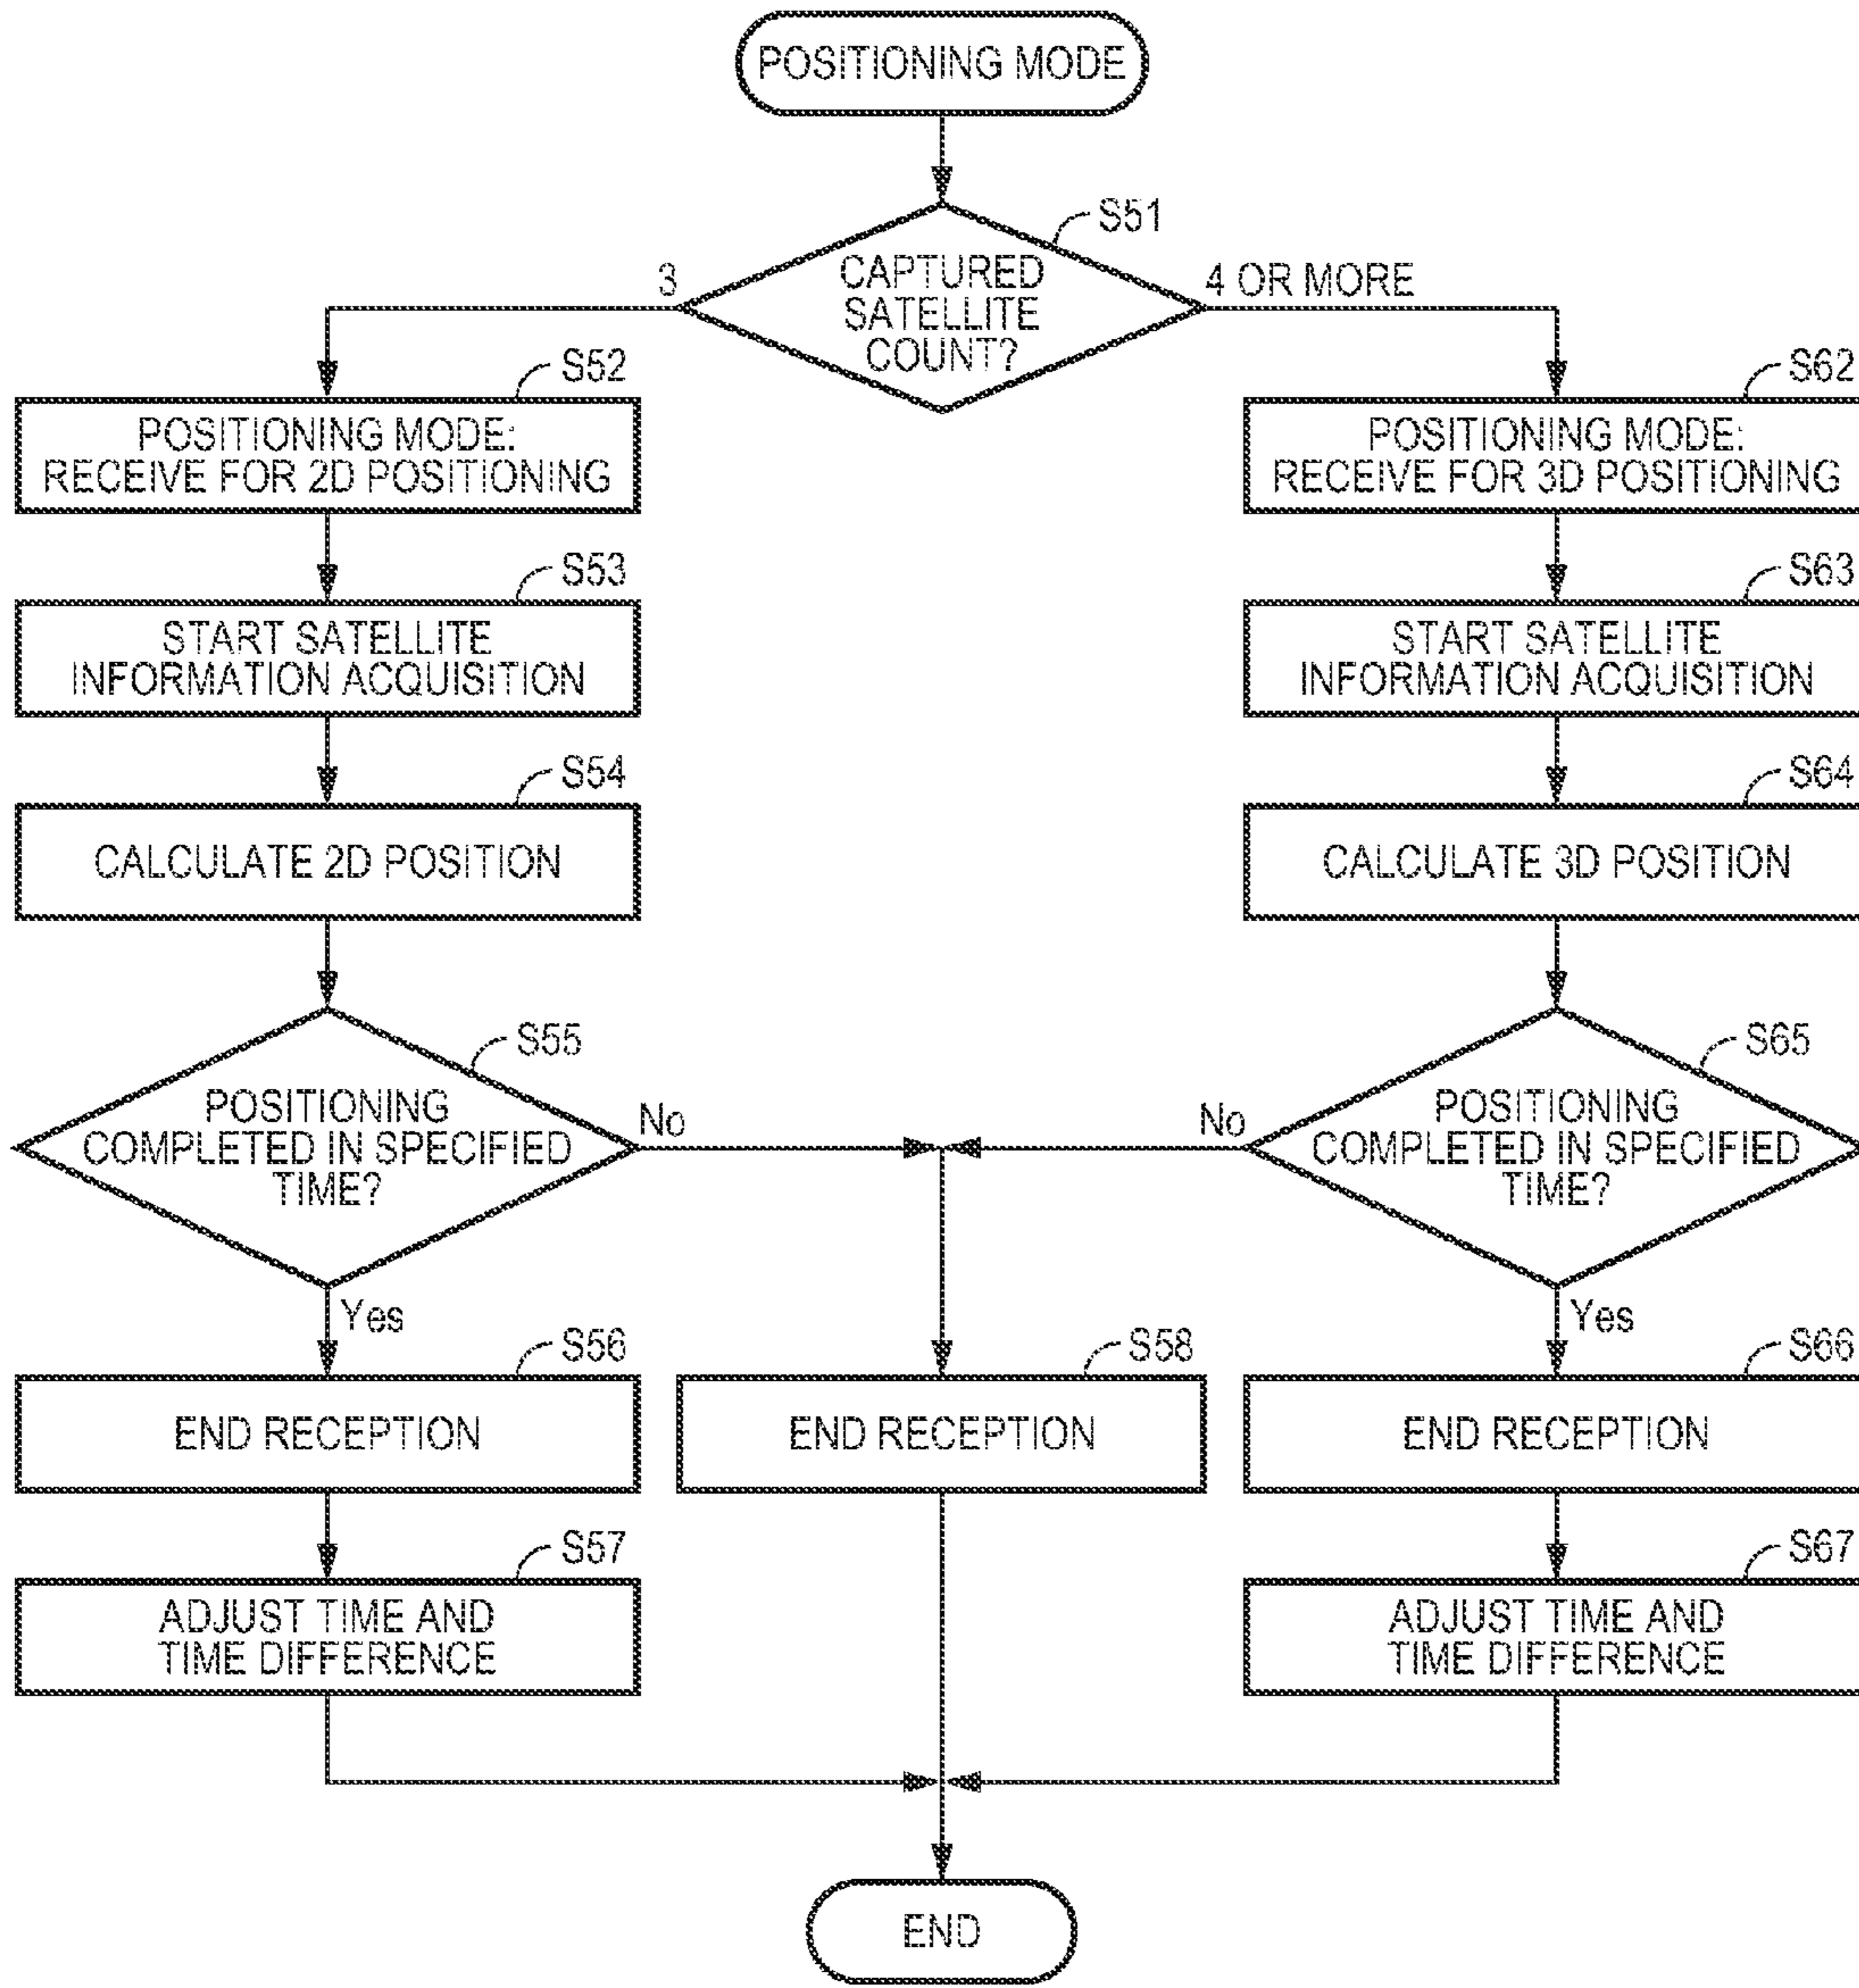 POSITIONING MODE
S51
CAPTURED
SATELLITE
COUNT?
3
4 OR MORE
S52
POSITIONING MODE:
RECEIVE FOR 2D POSITIONING
S62
POSITIONING MODE:
RECEIVE FOR 3D POSITIONING
S53
START SATELLITE
INFORMATION ACQUISITION
S63
START SATELLITE
INFORMATION ACQUISITION
S54
CALCULATE 2D POSITION
S64
CALCULATE 3D POSITION
S55
POSITIONING
COMPLETED IN SPECIFIED
TIME?
No
S65
POSITIONING
COMPLETED IN SPECIFIED
TIME?
No
Yes
Yes
S56
END RECEPTION
S58
END RECEPTION
S66
END RECEPTION
S57
ADJUST TIME AND
TIME DIFFERENCE
S67
ADJUST TIME AND
TIME DIFFERENCE
END